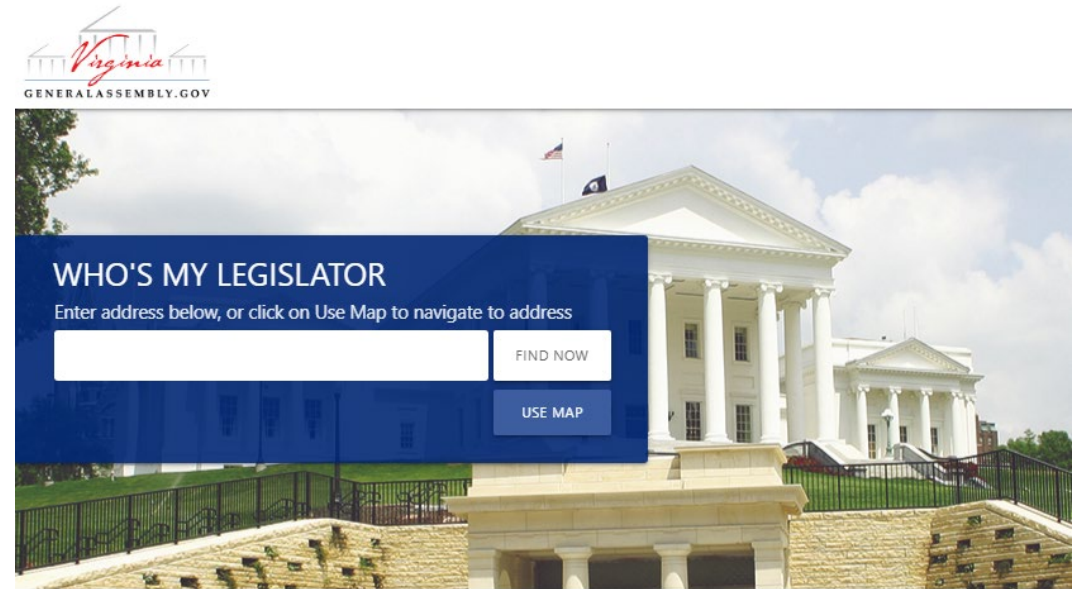 Virginia
GENERALASSEMBLY.GOV
WHO'S MY LEGISLATOR
Enter address below, or click on Use Map to navigate to address
FIND NOW
USE MAP